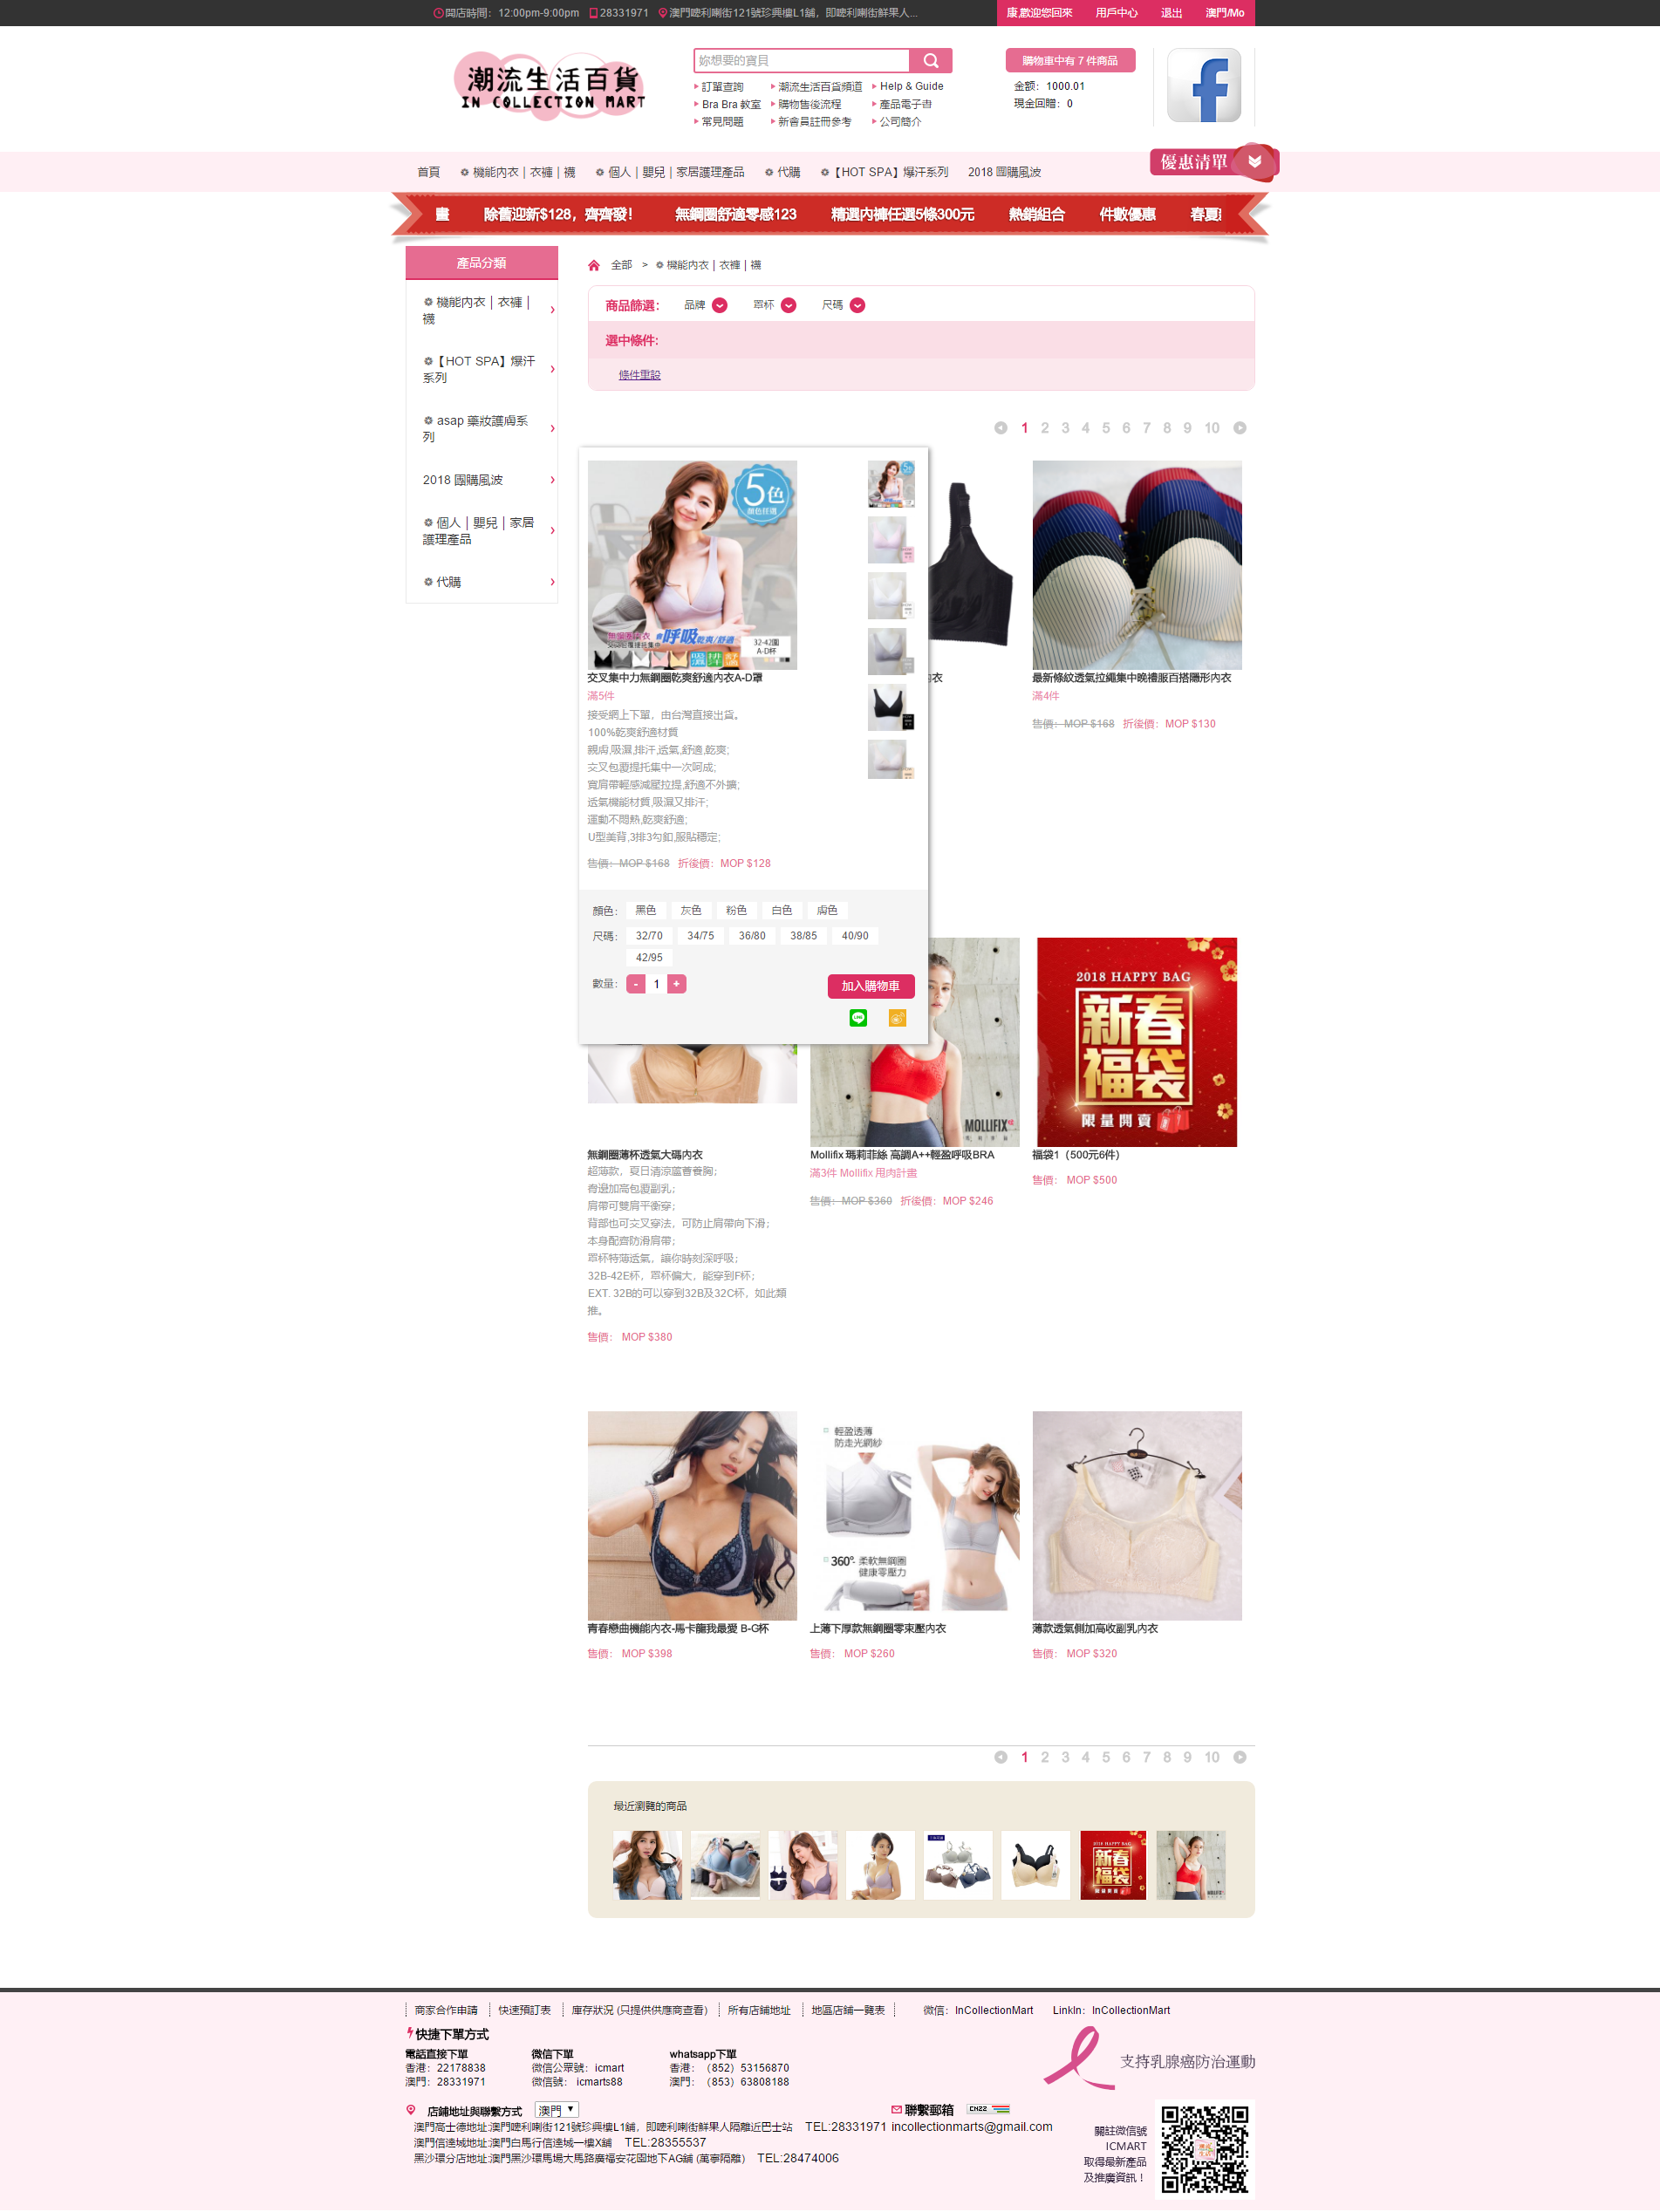 開店時間：12:00pm-9:00pm 28331971 澳門啤利喇街121號珍興樓L1舖，即啤利喇街鮮果人...
康,歡迎您回來 用戶中心 退出 澳門/Mo
潮流生活百貨
IN COLLECTION MART
妳想要的寶貝
訂單查詢 潮流生活百貨頻道 Help & Guide
Bra Bra 教室 購物售後流程 產品電子書
常見問題 新會員註冊參考 公司簡介
購物車中有 7 件商品
金额：1000.01
現金回贈：0
優惠清單
首頁 機能內衣 | 衣褲 | 襪 個人 | 嬰兒 | 家居護理產品 代購 【HOT SPA】爆汗系列 2018 團購風波
畫 除舊迎新$128，齊齊發！ 無鋼圈舒適零感123 精選內褲任選5條300元 熱銷組合 件數優惠 春夏
產品分類
機能內衣 | 衣褲 |
襪
【HOT SPA】爆汗
系列
asap 藥妝護膚系
列
2018 團購風波
個人 | 嬰兒 | 家居
護理產品
代購
全部 > 機能內衣 | 衣褲 | 襪
商品篩選： 品牌 罩杯 尺碼
選中條件：
條件重設
1 2 3 4 5 6 7 8 9 10
5色
顏色任選
無鋼圈內衣
呼吸乾爽/舒適
32-42圍
A-D杯
交叉集中力無鋼圈乾爽舒適內衣A-D罩
滿5件
接受網上下單，由台灣直接出貨。
100%乾爽舒適材質
親膚,吸濕,排汗,透氣,舒適,乾爽;
交叉包覆提托集中一次呵成;
寬肩帶輕感減壓拉提,舒適不外擴;
透氣機能材質,吸濕又排汗;
運動不悶熱,乾爽舒適;
U型美背,3排3勾釦,服貼穩定;
售價：MOP $168 折後價：MOP $128
顏色： 黑色 灰色 粉色 白色 膚色
尺碼： 32/70 34/75 36/80 38/85 40/90
42/95
數量： - 1 +
加入購物車
內衣
最新條紋透氣拉繩集中晚禮服百搭隱形內衣
滿4件
售價：MOP $168 折後價：MOP $130
MOLLIFIX
2018 HAPPY BAG
新春
福袋
限量開賣
無鋼圈薄杯透氣大碼內衣
超薄款，夏日清涼蘆薈養胸；
脅邊加高包覆副乳；
肩帶可雙肩平衡穿；
背部也可交叉穿法，可防止肩帶向下滑；
本身配齊防滑肩帶；
罩杯特薄透氣，讓你時刻深呼吸；
32B-42E杯，罩杯偏大，能穿到F杯；
EXT. 32B的可以穿到32B及32C杯，如此類
推。
售價： MOP $380
Mollifix 瑪莉菲絲 高調A++輕盈呼吸BRA
滿3件 Mollifix 甩肉計畫
售價：MOP $360 折後價：MOP $246
福袋1（500元6件）
售價： MOP $500
輕盈透薄
防走光網紗
360°- 柔軟無鋼圈
健康零壓力
青春戀曲機能內衣-馬卡龍我最愛 B-G杯
售價： MOP $398
上薄下厚款無鋼圈零束壓內衣
售價： MOP $260
薄款透氣側加高收副乳內衣
售價： MOP $320
1 2 3 4 5 6 7 8 9 10
最近瀏覽的商品
2018 HAPPY BAG
新春
福袋
MOLLIFIX
商家合作申請 快速預訂表 庫存狀況 (只提供供應商查看) 所有店鋪地址 地區店鋪一覽表 微信：InCollectionMart LinkIn：InCollectionMart
快捷下單方式
電話直接下單 微信下單 whatsapp下單
香港：22178838 微信公眾號：icmart 香港：（852）53156870
澳門：28331971 微信號： icmarts88 澳門：（853）63808188
支持乳腺癌防治運動
店鋪地址與聯繫方式 澳門
聯繫郵箱 CNZZ
澳門高士德地址:澳門啤利喇街121號珍興樓L1舖，即啤利喇街鮮果人隔離近巴士站 TEL:28331971 incollectionmarts@gmail.com
澳門信達城地址:澳門白馬行信達城一樓X舖 TEL:28355537
黑沙環分店地址:澳門黑沙環馬場大馬路廣福安花園地下AG舖 (萬寧隔離) TEL:28474006
關註微信號
ICMART
取得最新產品
及推廣資訊！